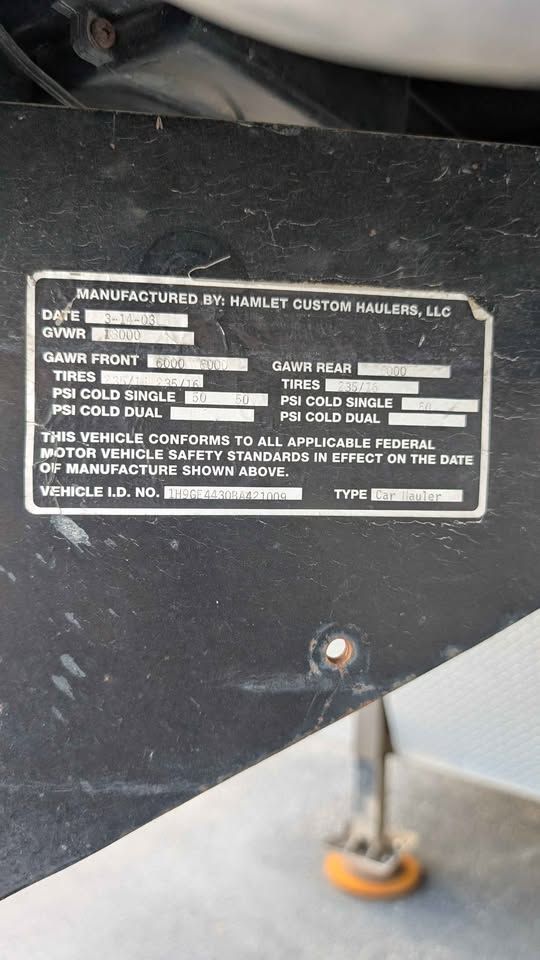 MANUFACTURED BY: HAMLET CUSTOM HAULERS, LLC
DATE 3-14-03
GVWR 18000
GAWR FRONT 6000 6000 GAWR REAR 6000
TIRES 235/16 235/16 TIRES 235/16
PSI COLD SINGLE 50 50 PSI COLD SINGLE 50
PSI COLD DUAL PSI COLD DUAL
THIS VEHICLE CONFORMS TO ALL APPLICABLE FEDERAL
MOTOR VEHICLE SAFETY STANDARDS IN EFFECT ON THE DATE
OF MANUFACTURE SHOWN ABOVE.
VEHICLE I.D. NO. 1H9GE4430BA421009 TYPE Car Hauler